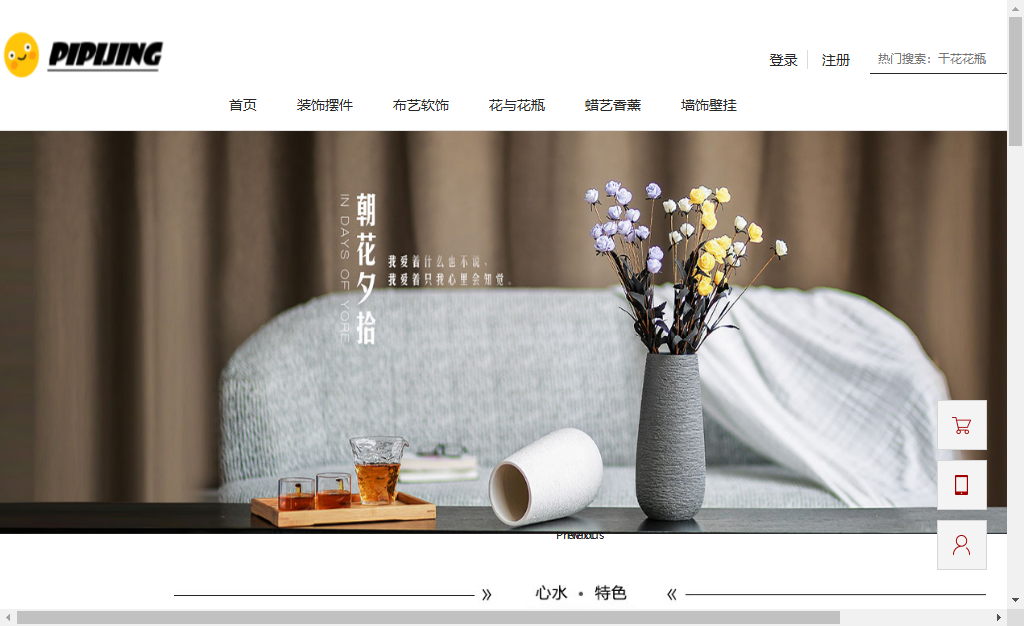 PIPIJING
登录
注册
热门搜索：干花花瓶
首页
装饰摆件
布艺软饰
花与花瓶
蜡艺香薰
墙饰壁挂
朝花夕拾
IN DAYS OF YORE
我爱着什么也不说，
我爱着只我心里会知觉。
心水 • 特色